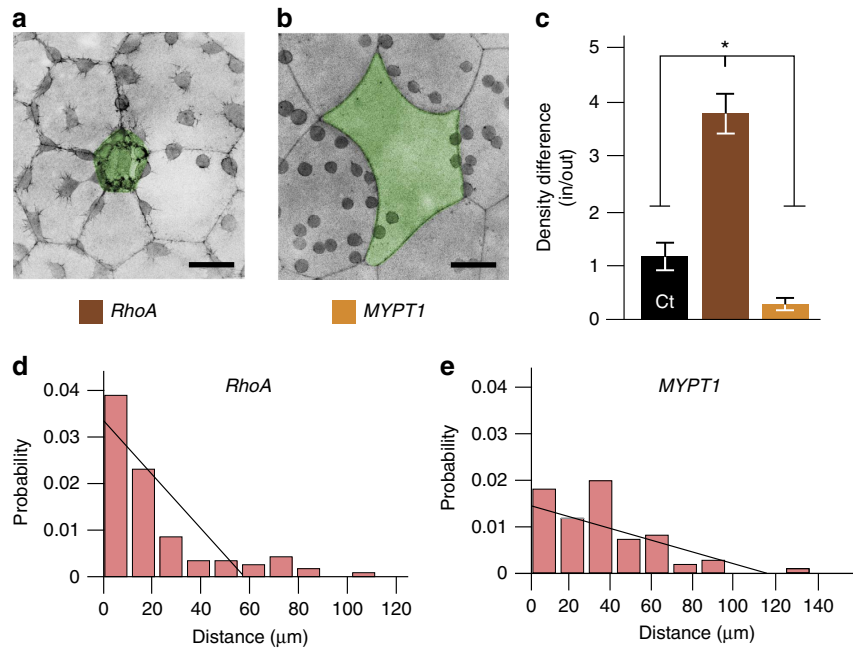 a
b
RhoA
MYPT1
c
5
4
3
2
1
0
Density difference
(in/out)
*
Ct
d
RhoA
0.04
0.03
0.02
0.01
0
Probability
0 20 40 60 80 100 120
Distance (μm)
e
MYPT1
0.04
0.03
0.02
0.01
0
Probability
0 20 40 60 80 100 120 140
Distance (μm)